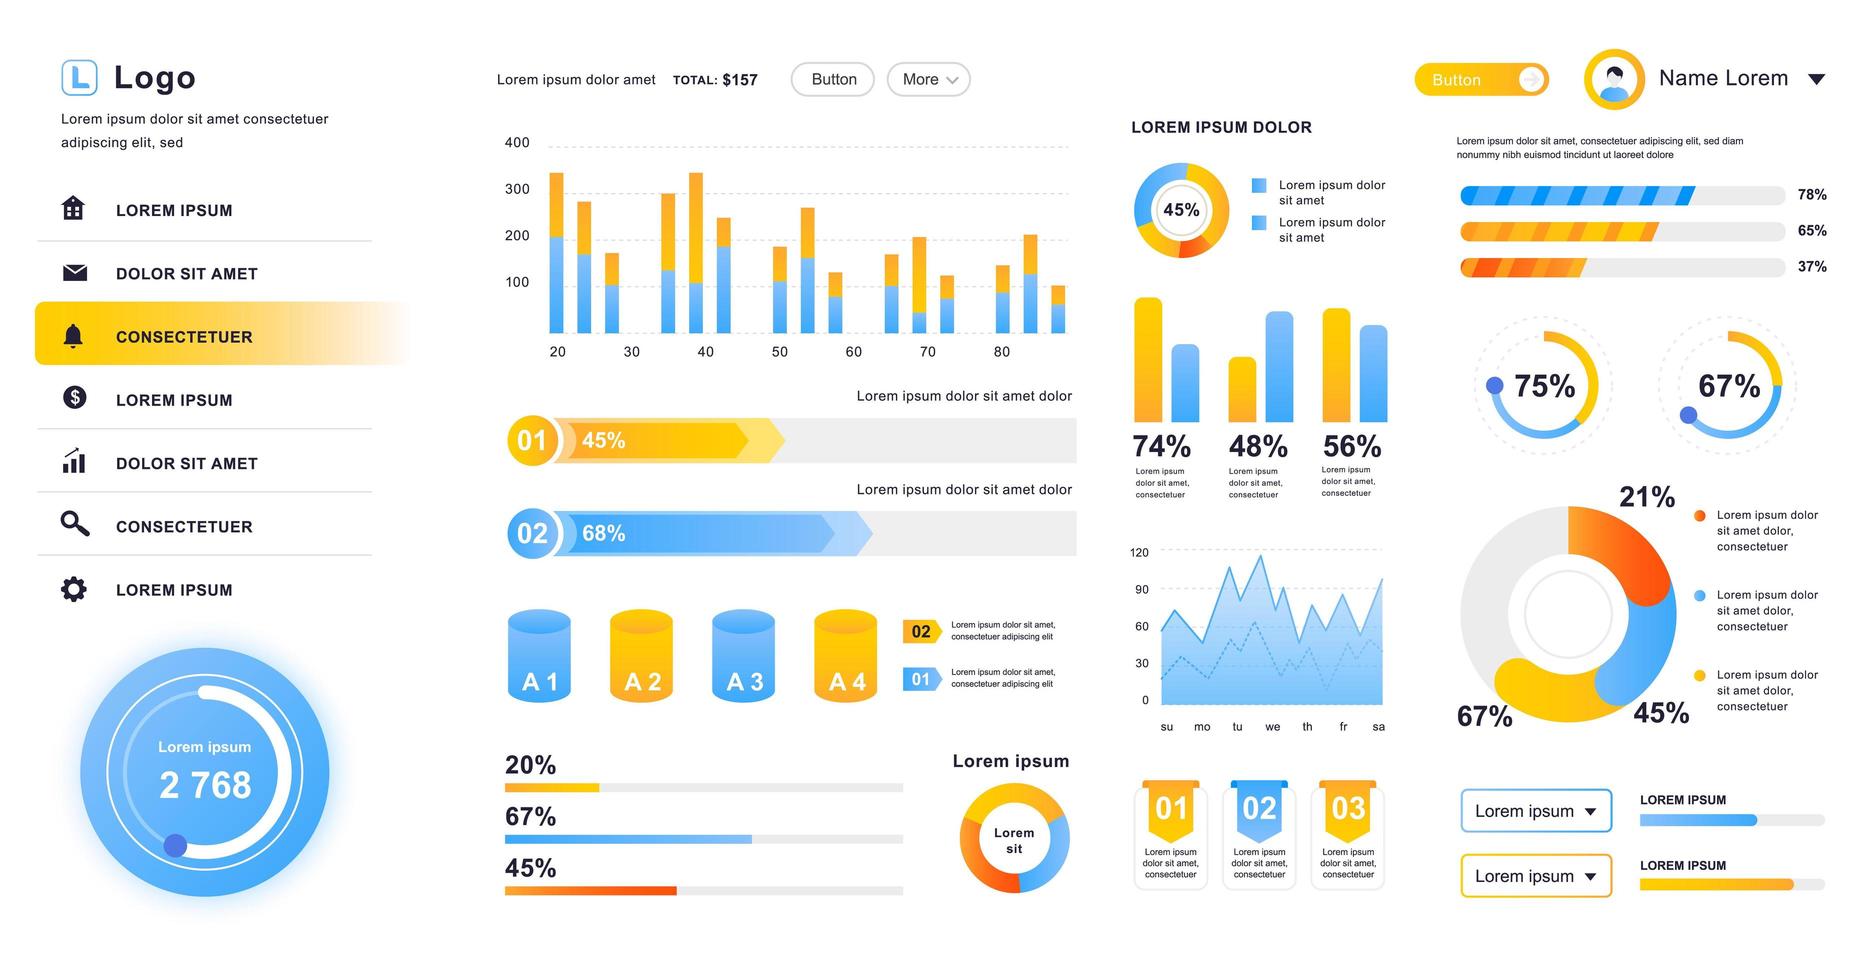 L Logo
Lorem ipsum dolor sit amet consectetuer
adipiscing elit, sed
LOREM IPSUM
DOLOR SIT AMET
CONSECTETUER
$ LOREM IPSUM
DOLOR SIT AMET
CONSECTETUER
LOREM IPSUM
Lorem ipsum
2 768
Lorem ipsum dolor amet TOTAL: $157 Button More
400
300
200
100
20 30 40 50 60 70 80
Lorem ipsum dolor sit amet dolor
01 45%
Lorem ipsum dolor sit amet dolor
02 68%
A 1 A 2 A 3 A 4
02 Lorem ipsum dolor sit amet,
consectetuer adipiscing elit
01 Lorem ipsum dolor sit amet,
consectetuer adipiscing elit
20%
67%
45%
Lorem ipsum
Lorem
sit
LOREM IPSUM DOLOR
45%
Lorem ipsum dolor
sit amet
Lorem ipsum dolor
sit amet
74% 48% 56%
Lorem ipsum
dolor sit amet,
consectetuer
Lorem ipsum
dolor sit amet,
consectetuer
Lorem ipsum
dolor sit amet,
consectetuer
120
90
60
30
0
su mo tu we th fr sa
01 02 03
Lorem ipsum
dolor sit amet,
consectetuer
Lorem ipsum
dolor sit amet,
consectetuer
Lorem ipsum
dolor sit amet,
consectetuer
Button Name Lorem
Lorem ipsum dolor sit amet, consectetuer adipiscing elit, sed diam
nonummy nibh euismod tincidunt ut laoreet dolore
78%
65%
37%
75% 67%
21%
67%
45%
Lorem ipsum dolor
sit amet dolor,
consectetuer
Lorem ipsum dolor
sit amet dolor,
consectetuer
Lorem ipsum dolor
sit amet dolor,
consectetuer
Lorem ipsum LOREM IPSUM
Lorem ipsum LOREM IPSUM